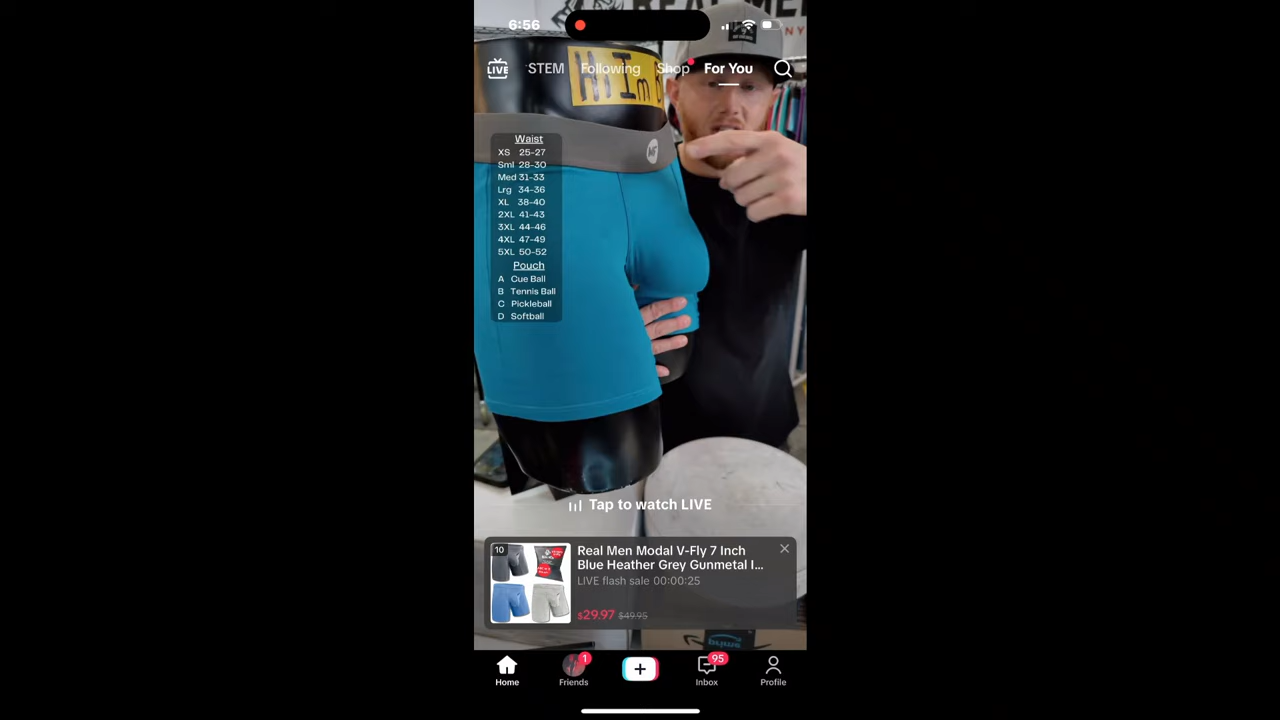 6:56
LIVE
STEM
Following
Shop
For You
Waist
XS 25-27
Sml 28-30
Med 31-33
Lrg 34-36
XL 38-40
2XL 41-43
3XL 44-46
4XL 47-49
5XL 50-52
Pouch
A Cue Ball
B Tennis Ball
C Pickleball
D Softball
Tap to watch LIVE
10
Real Men Modal V-Fly 7 Inch
Blue Heather Grey Gunmetal I...
LIVE flash sale 00:00:25
$29.97 $49.95
1
95
Home
Friends
Inbox
Profile